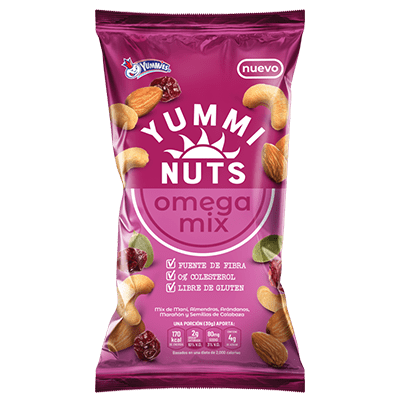 YUMMIES
nuevo
YUMMI
NUTS
omega
mix
FUENTE DE FIBRA
0% COLESTEROL
LIBRE DE GLUTEN
Mix de Maní, Almendras, Arándanos,
Marañón y Semillas de Calabaza
UNA PORCIÓN (30g) APORTA:
170 2g 80mg 4g
kcal
10% V.D. 3% V.D.
Basados en una dieta de 2,000 calorías